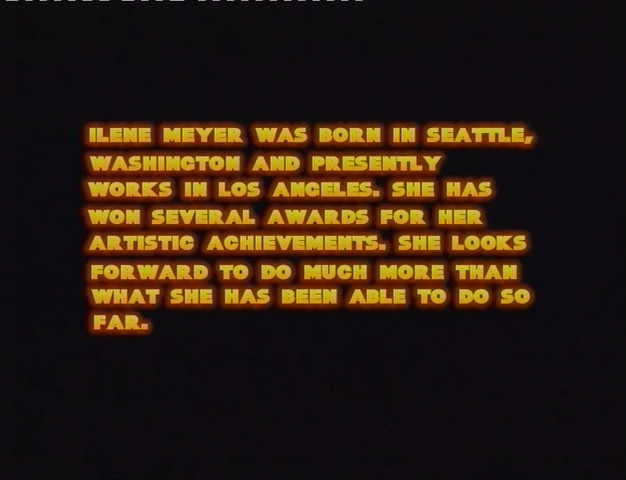 ILENE MEYER WAS BORN IN SEATTLE,
WASHINGTON AND PRESENTLY
WORKS IN LOS ANGELES. SHE HAS
WON SEVERAL AWARDS FOR HER
ARTISTIC ACHIEVEMENTS. SHE LOOKS
FORWARD TO DO MUCH MORE THAN
WHAT SHE HAS BEEN ABLE TO DO SO
FAR.